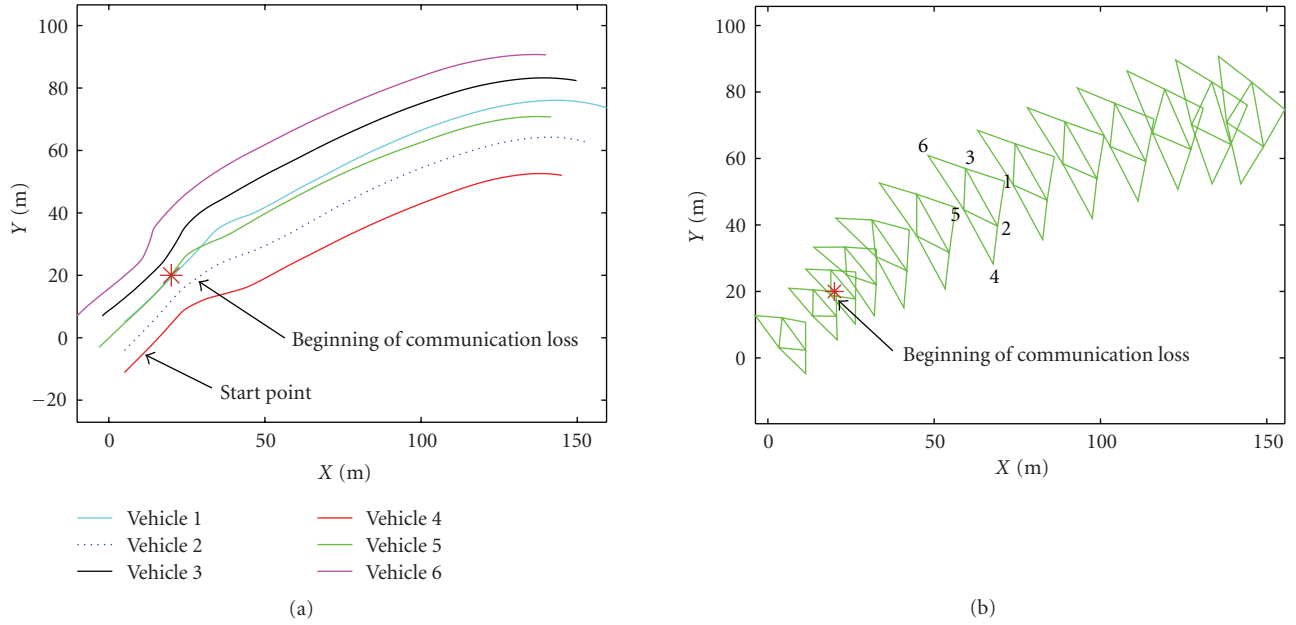 100
80
60
40
20
0
−20
Y (m)
0
50
100
150
X (m)
Beginning of communication loss
Start point
Vehicle 1
Vehicle 2
Vehicle 3
Vehicle 4
Vehicle 5
Vehicle 6
(a)
100
80
60
40
20
0
Y (m)
0
50
100
150
X (m)
6
3
1
5
2
4
Beginning of communication loss
(b)